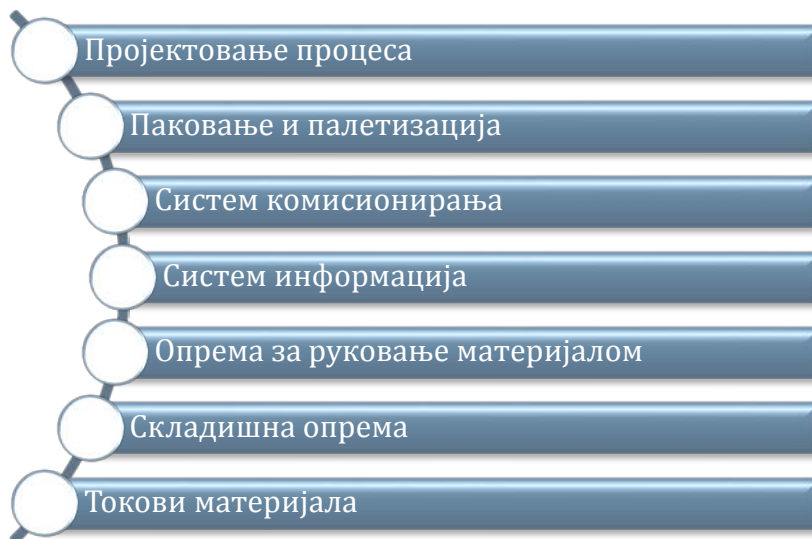 Пројектовање процеса
Паковање и палетизација
Систем комисионирања
Систем информација
Опрема за руковање материјалом
Складишна опрема
Токови материјала